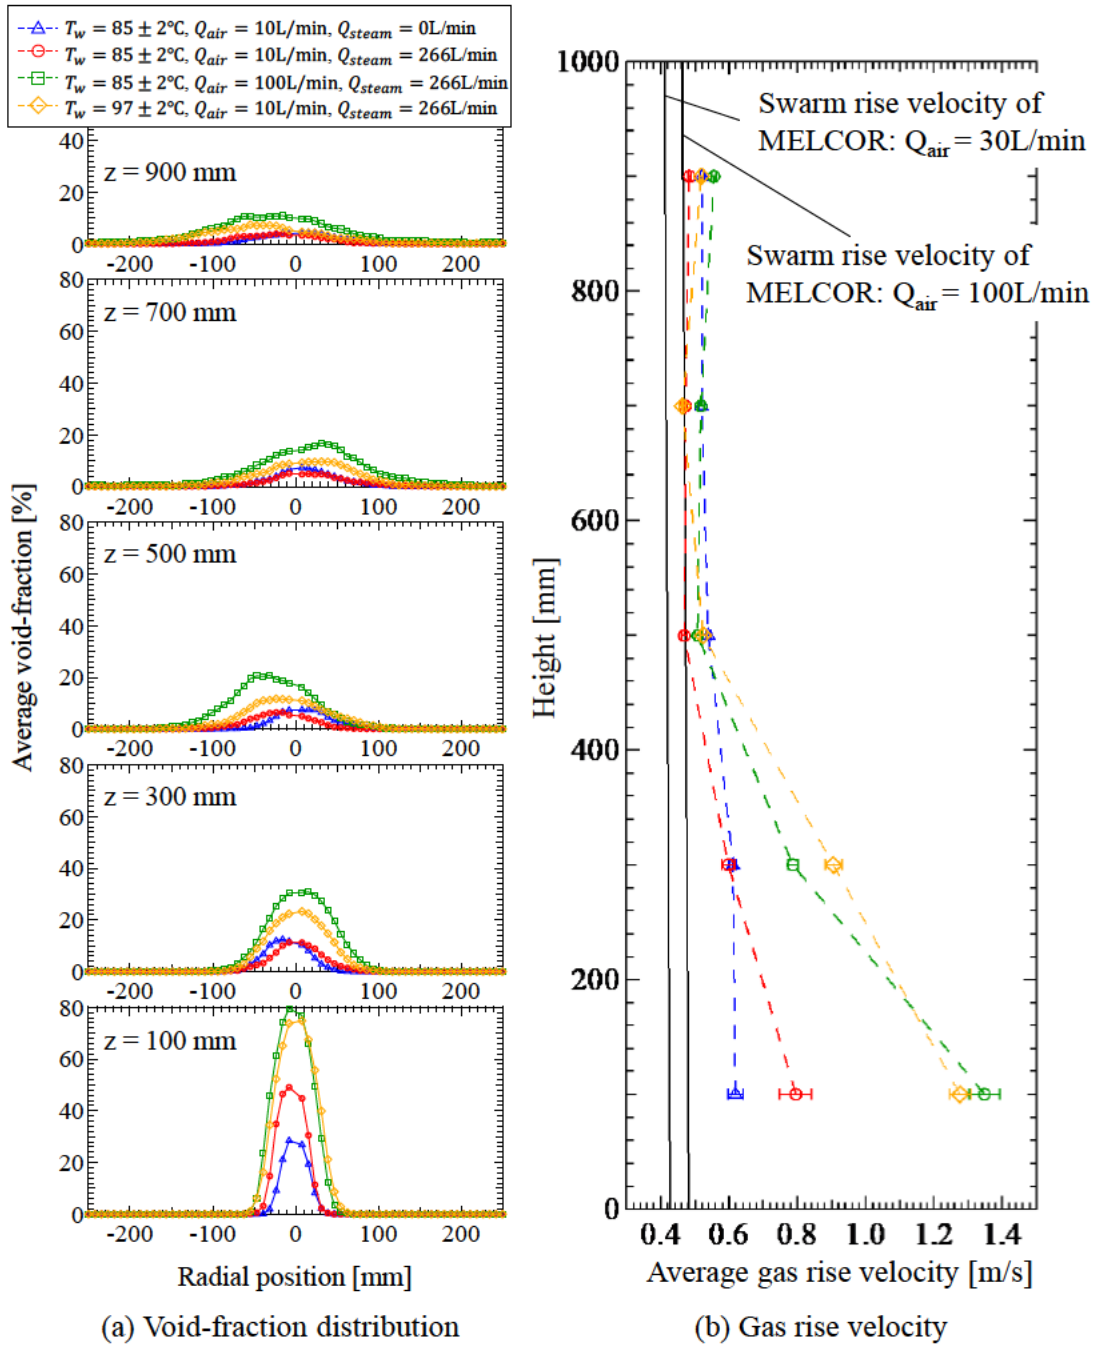 T_w = 85 ± 2℃, Q_air = 10L/min, Q_steam = 0L/min
T_w = 85 ± 2℃, Q_air = 10L/min, Q_steam = 266L/min
T_w = 85 ± 2℃, Q_air = 100L/min, Q_steam = 266L/min
T_w = 97 ± 2℃, Q_air = 10L/min, Q_steam = 266L/min
Average void-fraction [%]
40
20
0
z = 900 mm
-200 -100 0 100 200
80
60
40
20
0
z = 700 mm
-200 -100 0 100 200
80
60
40
20
0
z = 500 mm
-200 -100 0 100 200
80
60
40
20
0
z = 300 mm
-200 -100 0 100 200
80
60
40
20
0
z = 100 mm
-200 -100 0 100 200
Radial position [mm]
(a) Void-fraction distribution
Height [mm]
1000
800
600
400
200
0
Swarm rise velocity of
MELCOR: Q_air = 30L/min
Swarm rise velocity of
MELCOR: Q_air = 100L/min
0.4 0.6 0.8 1.0 1.2 1.4
Average gas rise velocity [m/s]
(b) Gas rise velocity